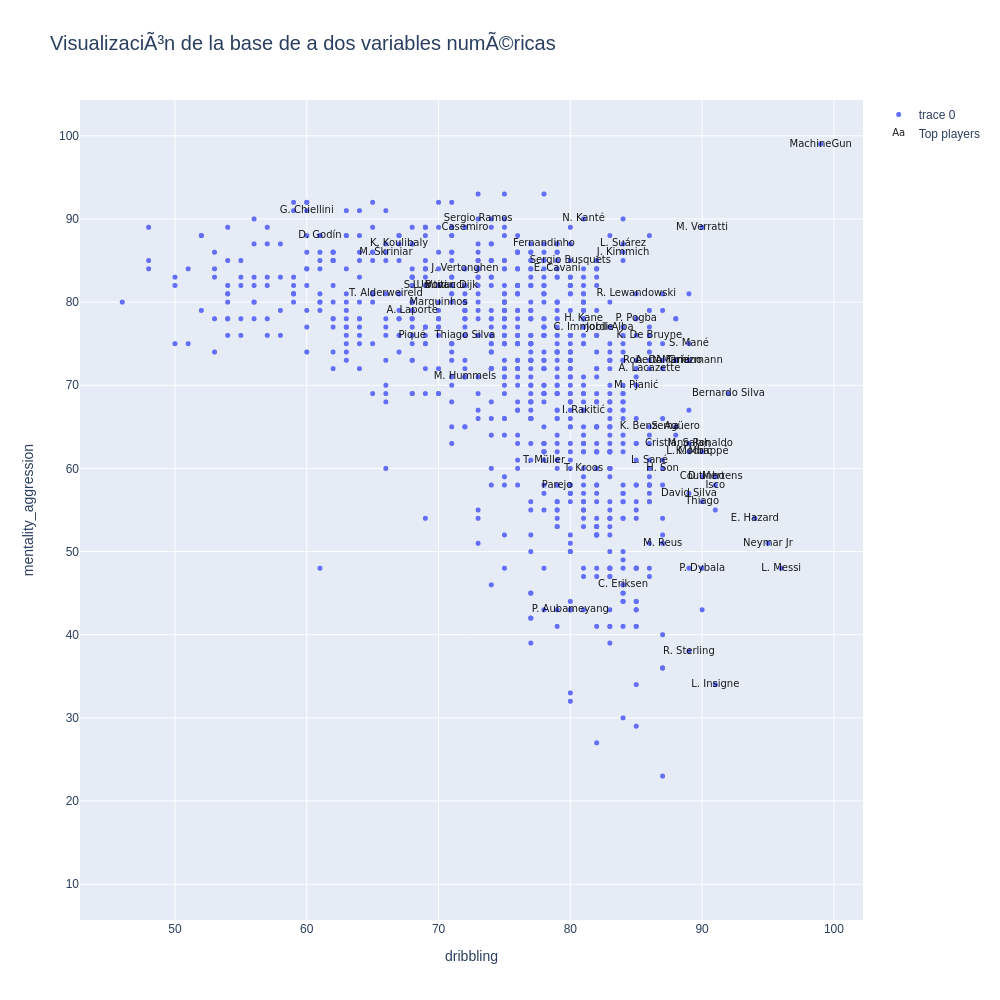 VisualizaciÃ³n de la base de a dos variables numÃ©ricas
trace 0
Aa Top players
100
90
80
70
60
50
40
30
20
10
mentality_aggression
50 60 70 80 90 100
dribbling
MachineGun
G. Chiellini
Sergio Ramos
N. Kanté
Casemiro
M. Verratti
D. Godín
K. Koulibaly
Fernandinho
L. Suárez
M. Škriniar
J. Kimmich
Sergio Busquets
J. Vertonghen
E. Cavani
T. Alderweireld
R. Lewandowski
Marquinhos
A. Laporte
H. Kane
P. Pogba
C. Immobile
Jordi Alba
Piqué
Thiago Silva
K. De Bruyne
S. Mané
A. Lacazette
M. Hummels
M. Pjanić
Bernardo Silva
I. Rakitić
K. Benzema
S. Agüero
T. Müller
T. Kroos
L. Sané
H. Son
D. Mertens
Parejo
Isco
David Silva
Thiago
E. Hazard
M. Reus
Neymar Jr
P. Dybala
L. Messi
C. Eriksen
P. Aubameyang
R. Sterling
L. Insigne